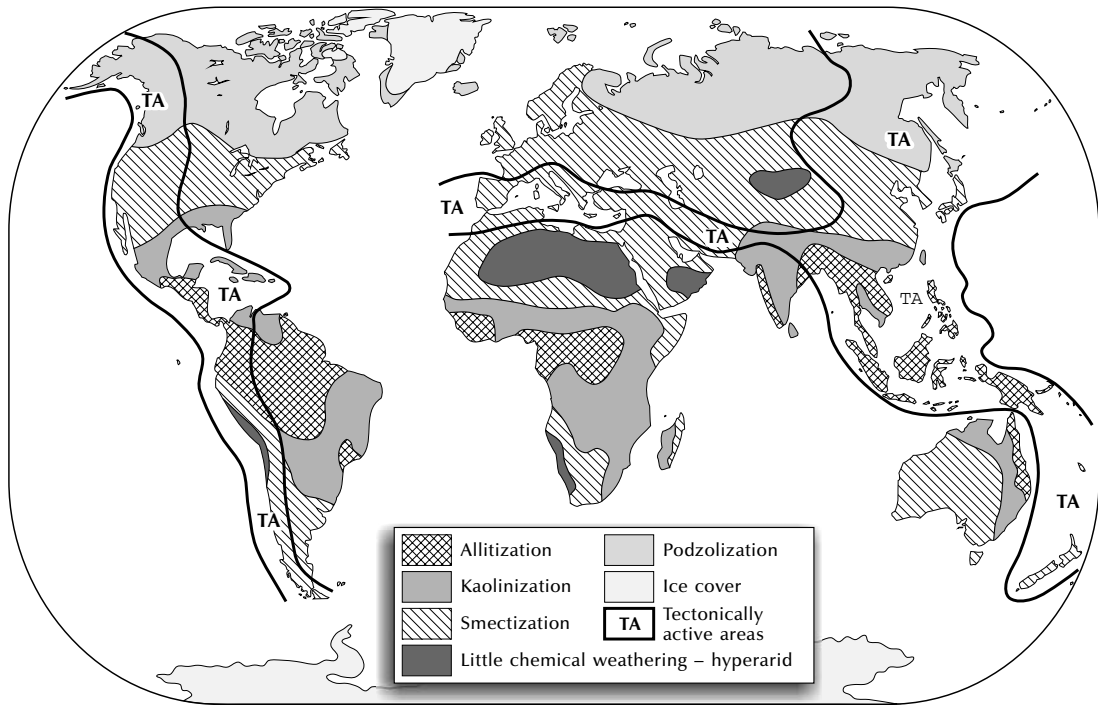 TA
TA
TA
TA
TA
TA
TA
TA
Allitization
Podzolization
Kaolinization
Ice cover
Smectization
TA
Tectonically
active areas
Little chemical weathering – hyperarid